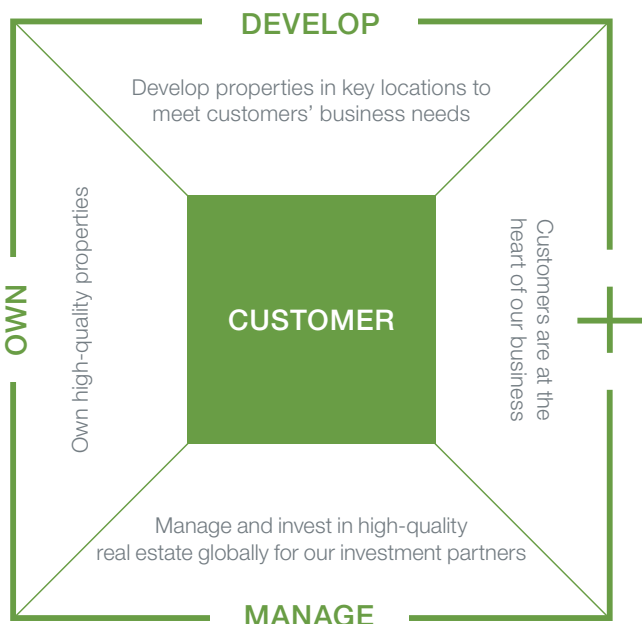 DEVELOP
Develop properties in key locations to
meet customers’ business needs
OWN
Own high-quality properties
CUSTOMER
Customers are at the
heart of our business
Manage and invest in high-quality
real estate globally for our investment partners
MANAGE